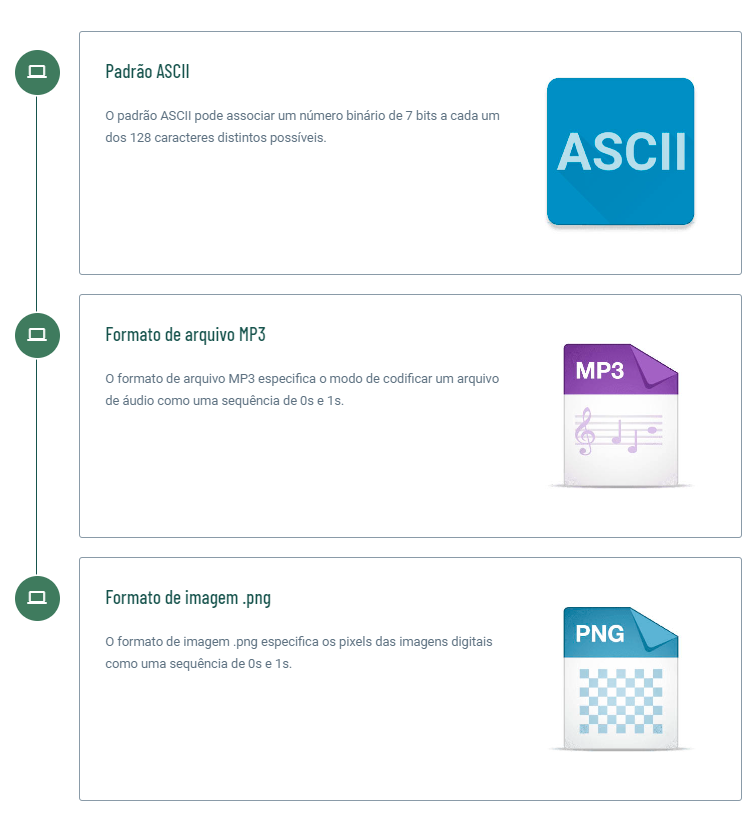 Padrão ASCII
O padrão ASCII pode associar um número binário de 7 bits a cada um
dos 128 caracteres distintos possíveis.
ASCII
Formato de arquivo MP3
O formato de arquivo MP3 especifica o modo de codificar um arquivo
de áudio como uma sequência de 0s e 1s.
MP3
Formato de imagem .png
O formato de imagem .png especifica os pixels das imagens digitais
como uma sequência de 0s e 1s.
PNG